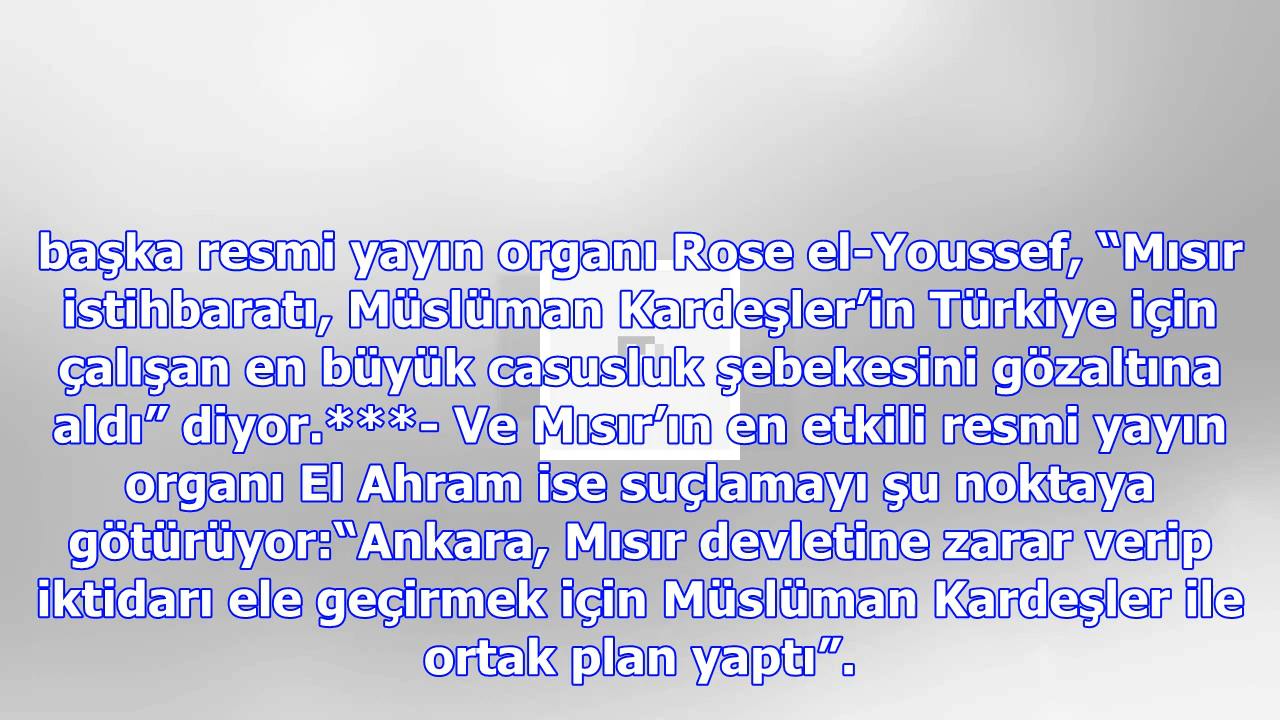 başka resmi yayın organı Rose el-Youssef, “Mısır
istihbaratı, Müslüman Kardeşler’in Türkiye için
çalışan en büyük casusluk şebekesini gözaltına
aldı” diyor.***- Ve Mısır’ın en etkili resmi yayın
organı El Ahram ise suçlamayı şu noktaya
götürüyor:“Ankara, Mısır devletine zarar verip
iktidarı ele geçirmek için Müslüman Kardeşler ile
ortak plan yaptı”.